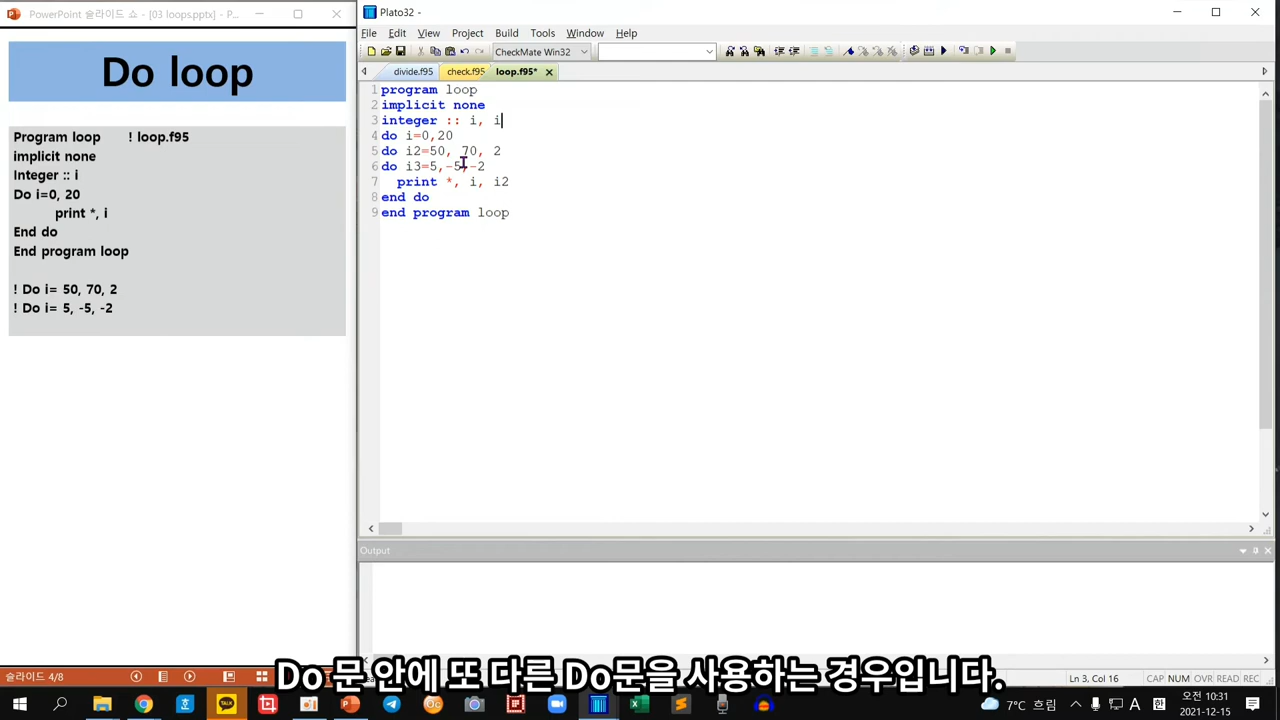 PowerPoint 슬라이드 쇼 - [03 loops.pptx] - P...
Do loop
Program loop ! loop.f95
implicit none
Integer :: i
Do i=0, 20
print *, i
End do
End program loop
! Do i= 50, 70, 2
! Do i= 5, -5, -2
슬라이드 4/8
Plato32 -
File Edit View Project Build Tools Window Help
CheckMate Win32
divide.f95 check.f95 loop.f95*
1 program loop
2 implicit none
3 integer :: i, i
4 do i=0,20
5 do i2=50, 70, 2
6 do i3=5,-5,-2
7 print *, i, i2
8 end do
9 end program loop
Output
Do 문 안에 또 다른 Do문을 사용하는 경우입니다.
Ln 3, Col 16 CAP NUM OVR READ REC
TALK
7°C 흐림
A 한
오전 10:31
2021-12-15